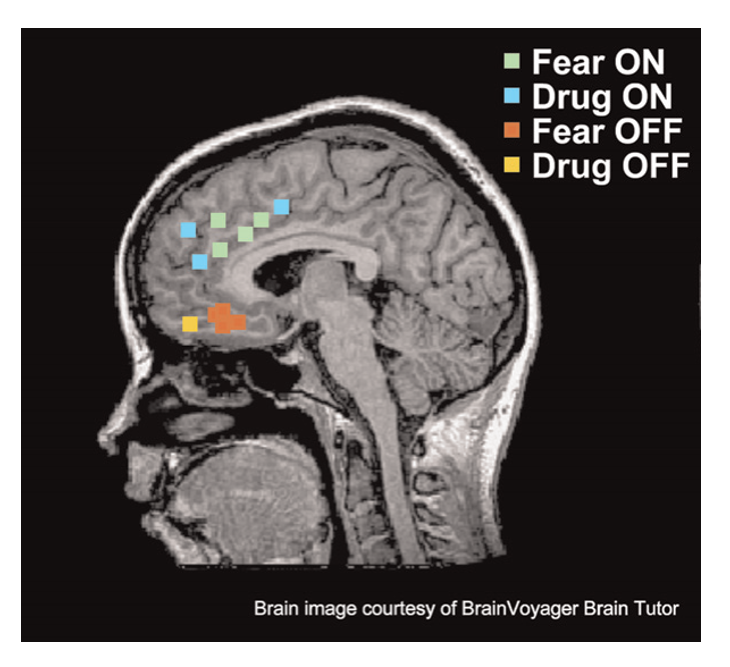 Fear ON
Drug ON
Fear OFF
Drug OFF
Brain image courtesy of BrainVoyager Brain Tutor